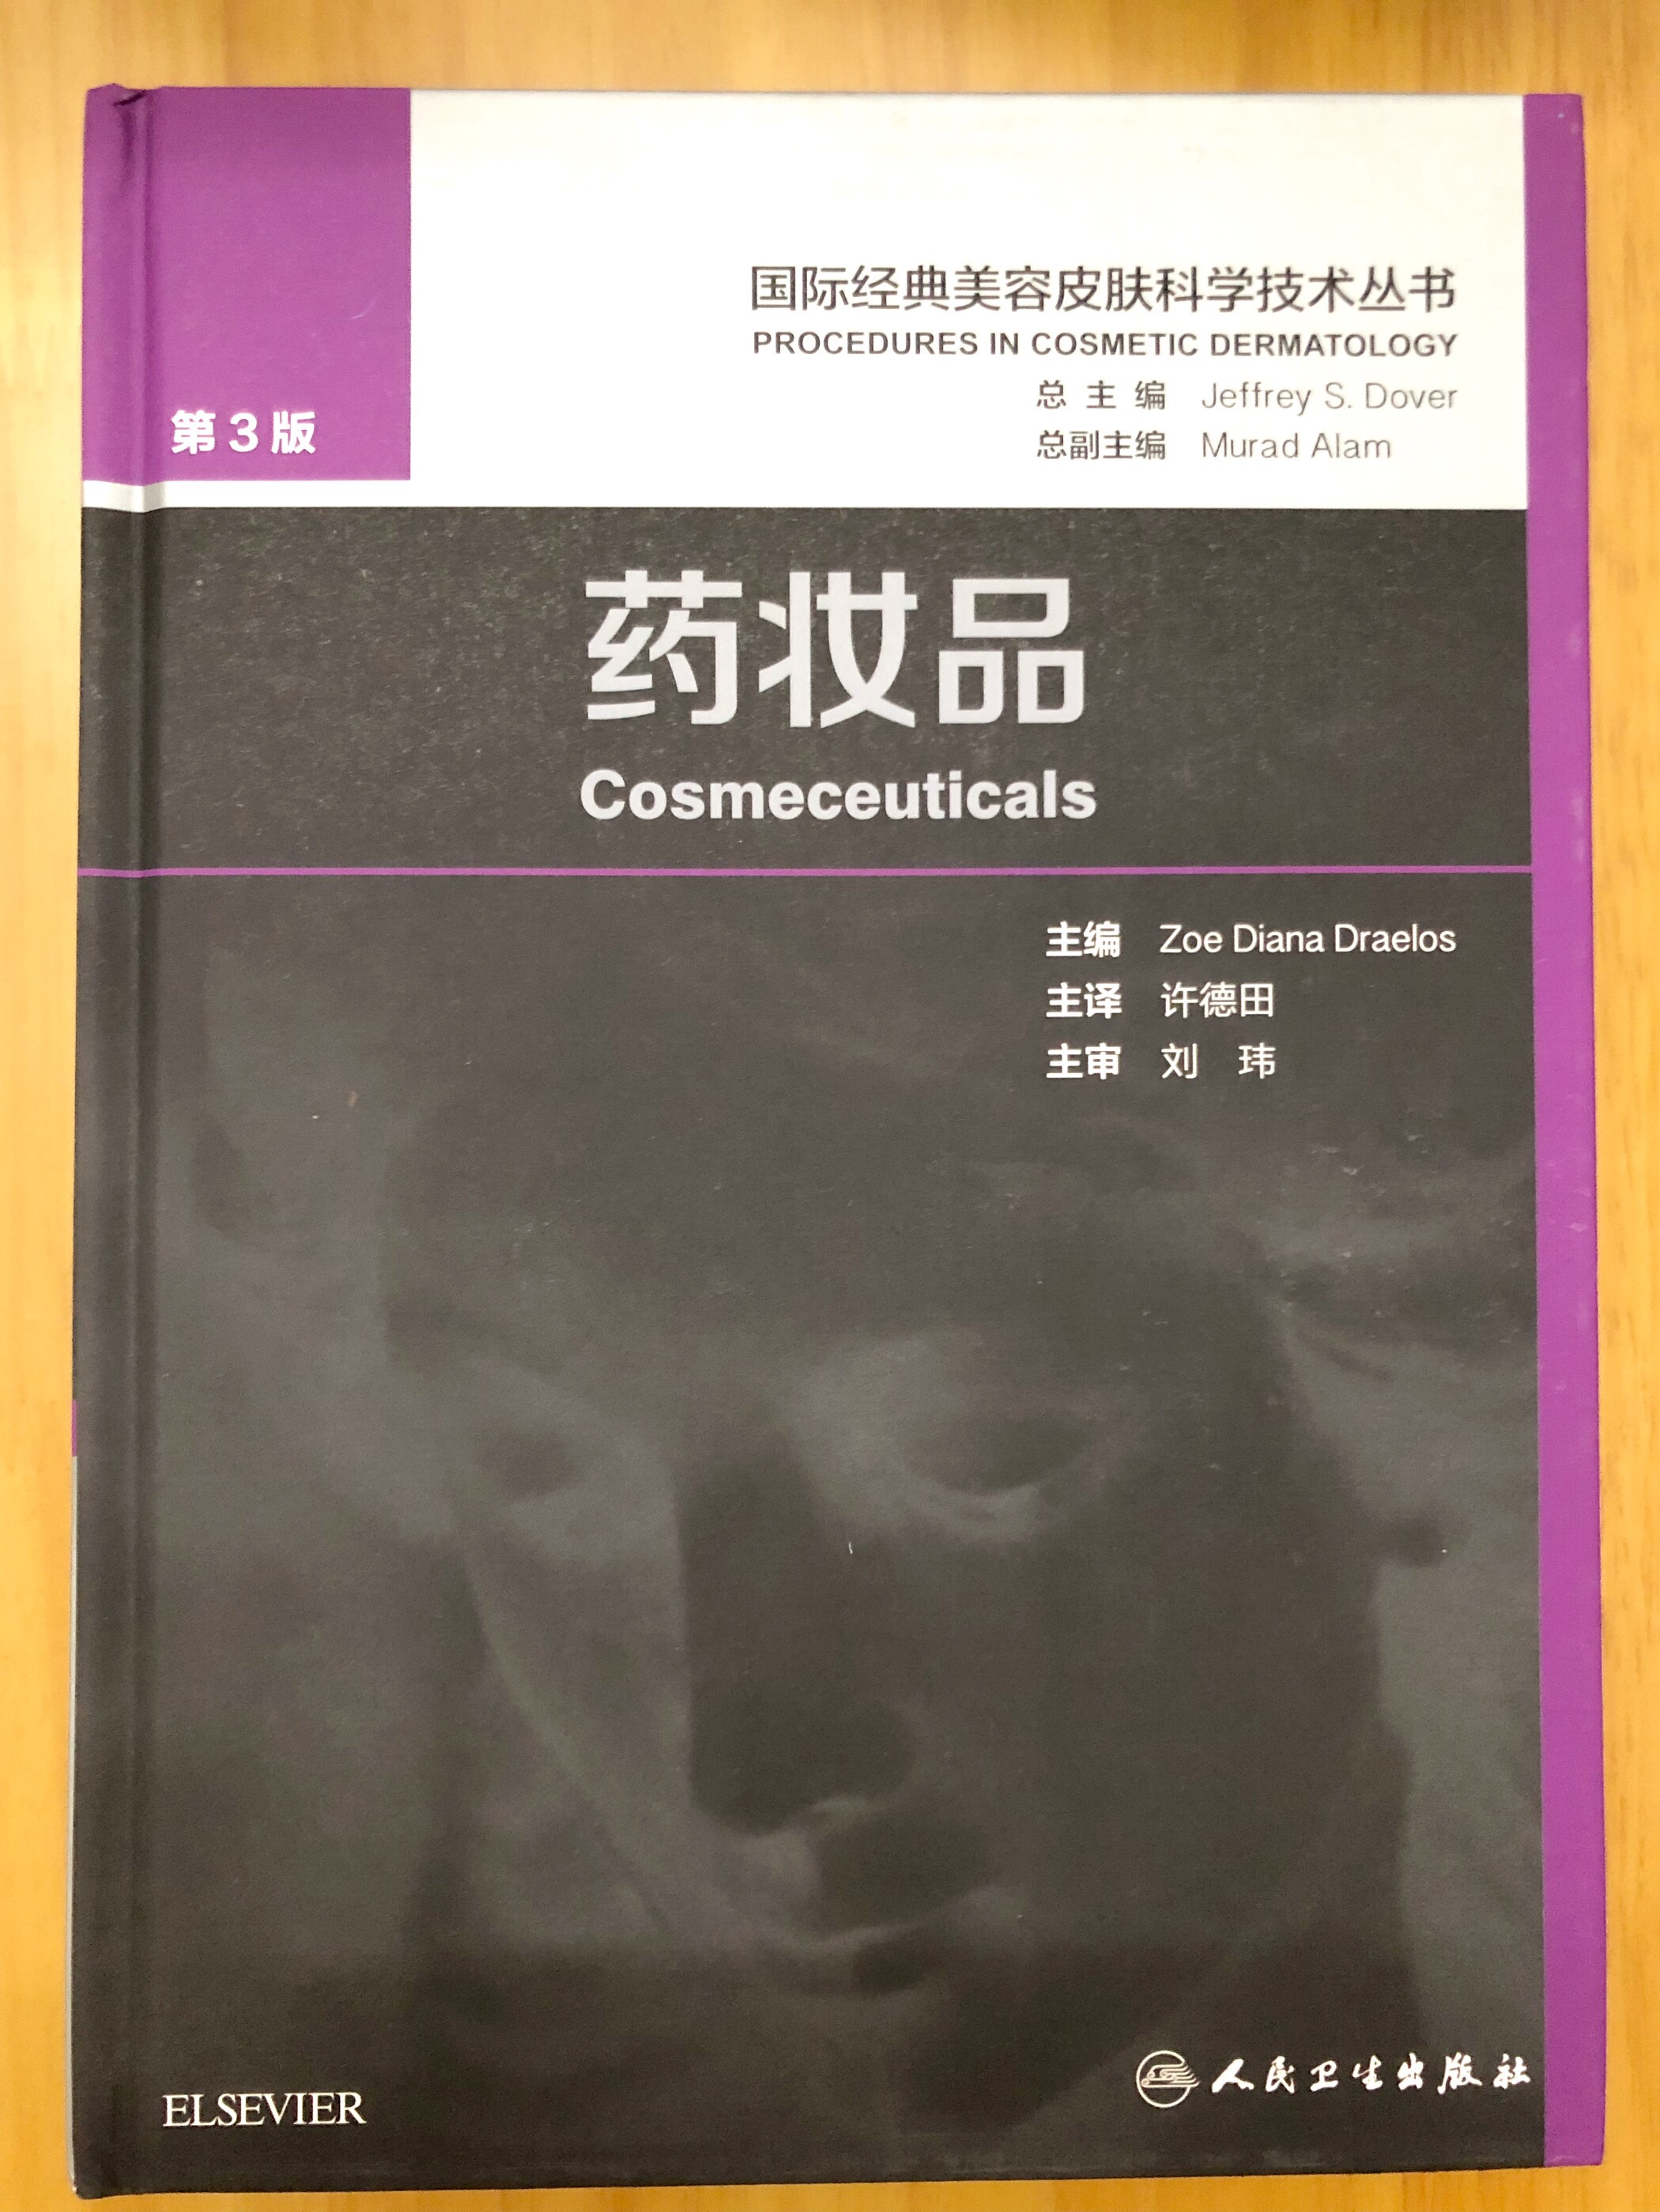 国际经典美容皮肤科学技术丛书
PROCEDURES IN COSMETIC DERMATOLOGY
总 主 编 Jeffrey S. Dover
总副主编 Murad Alam
第3版
药妆品
Cosmeceuticals
主编 Zoe Diana Draelos
主译 许德田
主审 刘 玮
ELSEVIER
人民卫生出版社